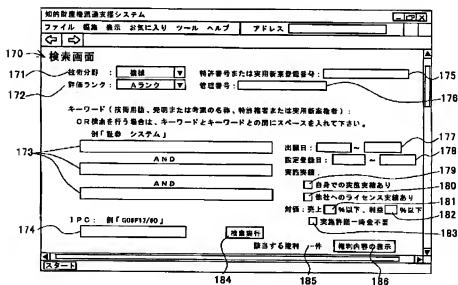 知的財産権流通支援システム
ファイル 編集 表示 お気に入り ツール ヘルプ アドレス
170 検索画面
171 技術分野： 機械 ▼ 特許番号または実用新案登録番号： 175
172 評価ランク： Aランク ▼ 管理番号： 176
キーワード（技術用語、発明または考案の名称、特許権者または実用新案権者）：
OR検索を行う場合は、キーワードとキーワードとの間にスペースを入れて下さい。
例「証券 システム」
出願日： ～ 177
AND
設定登録日： ～ 178
173
実施実績： 179
自身での実施実績あり 180
AND
他社へのライセンス実績あり 181
対価：売上 %以下、利益 %以下 182
実施許諾一時金不要 183
174 IPC： 例「G06F17/60」
検索実行
該当する権利 --件 権利内容の表示
スタート
184 185 186